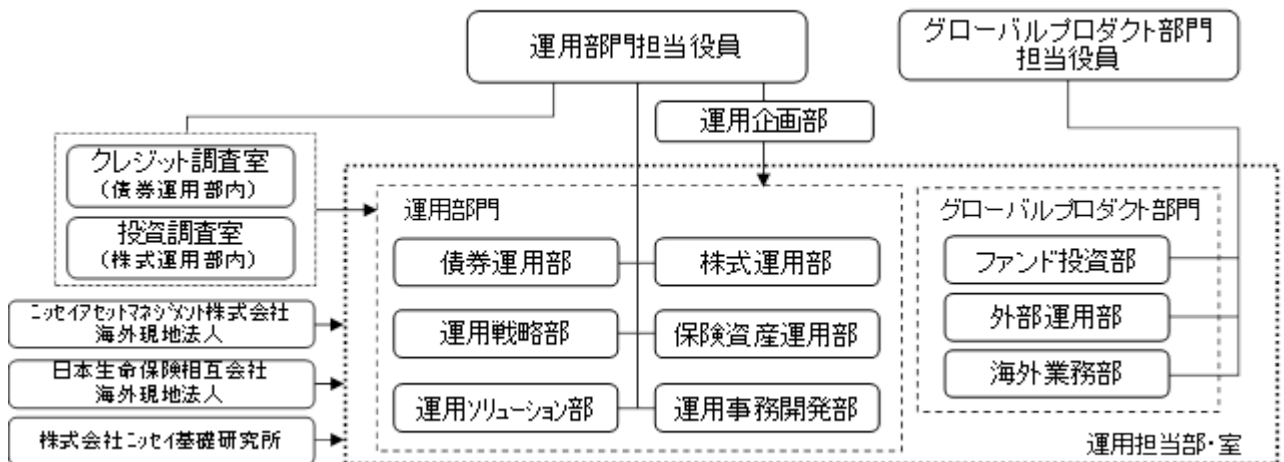 運用部門担当役員
グローバルプロダクト部門
担当役員
運用企画部
クレジット調査室
(債券運用部内)
投資調査室
(株式運用部内)
ニッセイアセットマネジメント株式会社
海外現地法人
日本生命保険相互会社
海外現地法人
株式会社ニッセイ基礎研究所
運用部門
債券運用部
株式運用部
運用戦略部
保険資産運用部
運用ソリューション部
運用事務開発部
グローバルプロダクト部門
ファンド投資部
外部運用部
海外業務部
運用担当部・室